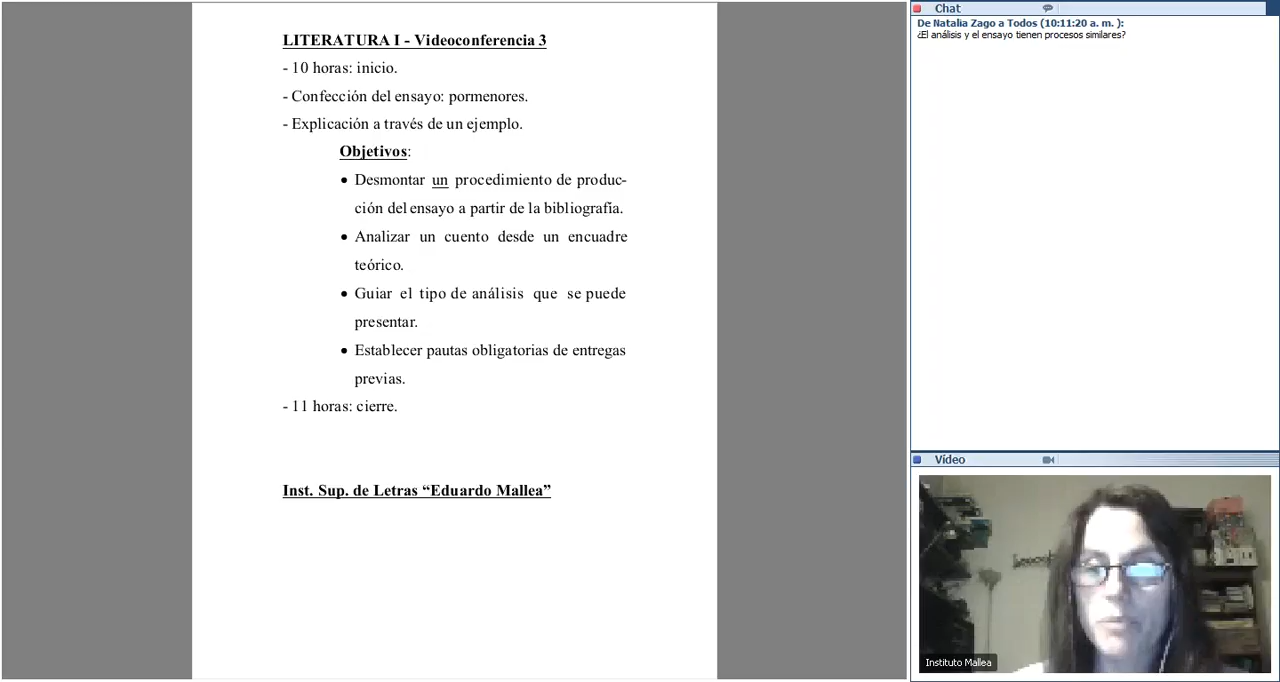 LITERATURA I - Videoconferencia 3
- 10 horas: inicio.
- Confección del ensayo: pormenores.
- Explicación a través de un ejemplo.
Objetivos:
• Desmontar un procedimiento de produc-
ción del ensayo a partir de la bibliografía.
• Analizar un cuento desde un encuadre
teórico.
• Guiar el tipo de análisis que se puede
presentar.
• Establecer pautas obligatorias de entregas
previas.
- 11 horas: cierre.
Inst. Sup. de Letras “Eduardo Mallea”
Chat
De Natalia Zago a Todos (10:11:20 a. m. ):
¿El análisis y el ensayo tienen procesos similares?
Vídeo
Instituto Mallea